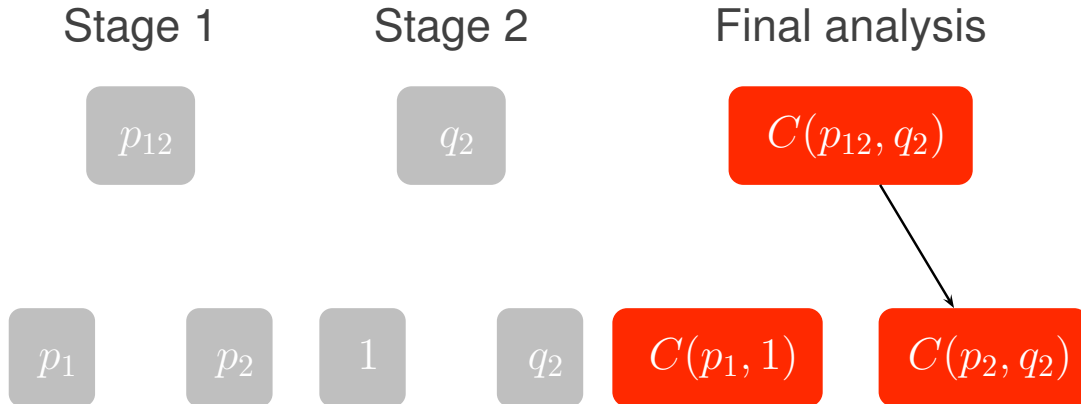 Stage 1 Stage 2 Final analysis
p₁₂ q₂ C(p₁₂, q₂)
p₁ p₂ 1 q₂ C(p₁, 1) C(p₂, q₂)